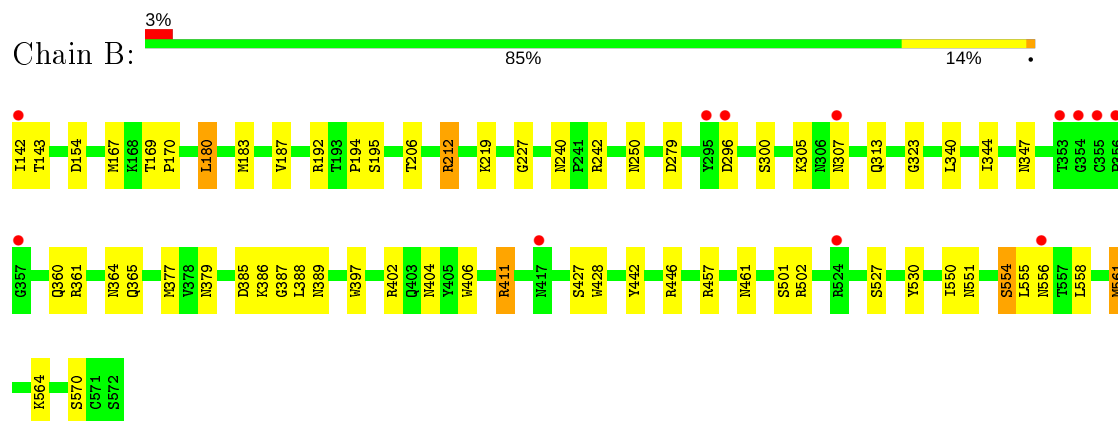 3%
Chain B:
85% 14%
I142 T143 D154 M167 K168 T169 P170 L180 M183 V187 R192 T193 P194 S195 T206 R212 K219 G227 N240 P241 R242 N250 D279 Y295 D296 S300 K305 N306 N307 Q313 G323 L340 I344 N347 T353 G354 C355
G357 Q360 R361 N364 Q365 M377 V378 N379 D385 K386 G387 L388 N389 W397 R402 Q403 N404 Y405 W406 R411 N417 S427 W428 Y442 R446 R457 N461 S501 R502 R524 S527 Y530 I550 N551 S554 L555 N556 T557 L558 M561
K564 S570 C571 S572